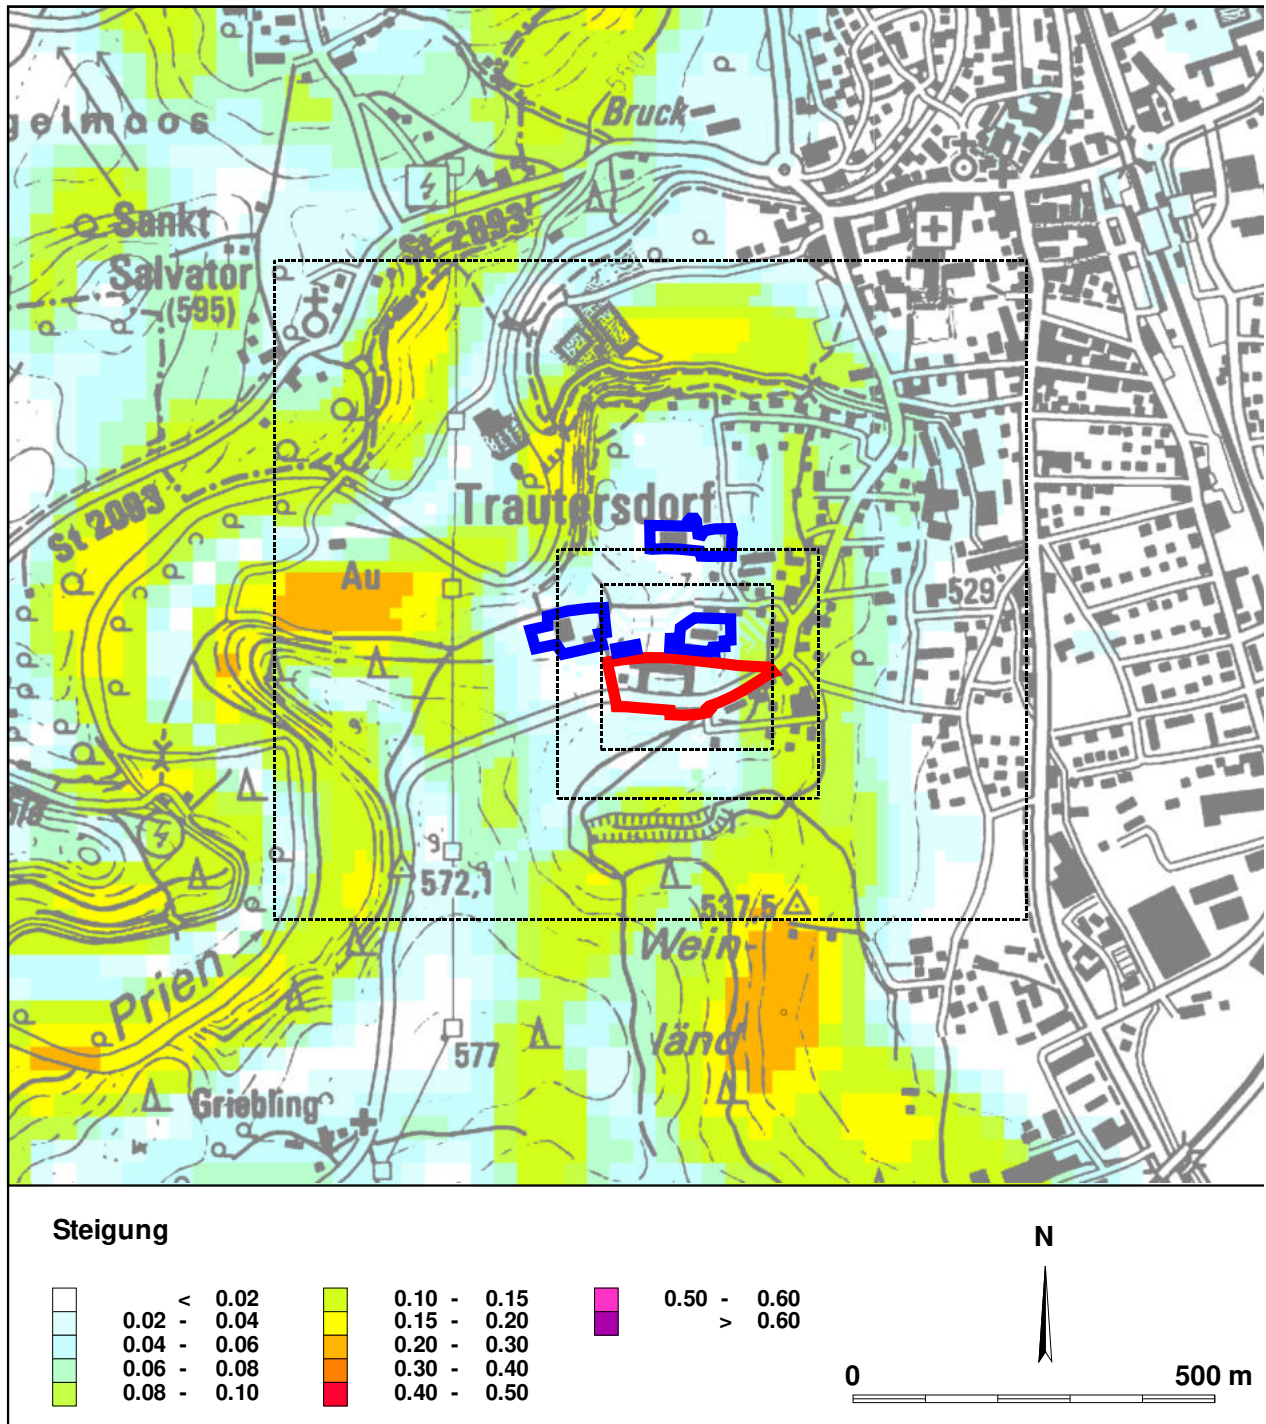 Bruck
550
gelmoos
Sankt
Salvator
(595)
St 2093
St 2093
Trautersdorf
Au
529
572,1
537,5
Wein-
länd
Prien
577
Griebling
Steigung
< 0.02
0.02 - 0.04
0.04 - 0.06
0.06 - 0.08
0.08 - 0.10
0.10 - 0.15
0.15 - 0.20
0.20 - 0.30
0.30 - 0.40
0.40 - 0.50
0.50 - 0.60
> 0.60
N
0 500 m